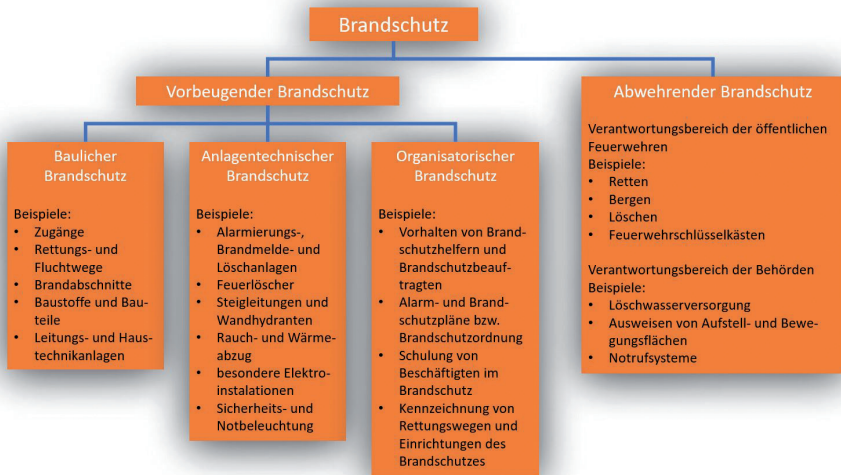 Brandschutz
Vorbeugender Brandschutz
Baulicher
Brandschutz
Beispiele:
• Zugänge
• Rettungs- und
Fluchtwege
• Brandabschnitte
• Baustoffe und Bau-
teile
• Leitungs- und Haus-
technikanlagen
Anlagentechnischer
Brandschutz
Beispiele:
• Alarmierungs-,
Brandmelde- und
Löschanlagen
• Feuerlöscher
• Steigleitungen und
Wandhydranten
• Rauch- und Wärme-
abzug
• besondere Elektro-
instalationen
• Sicherheits- und
Notbeleuchtung
Organisatorischer
Brandschutz
Beispiele:
• Vorhalten von Brand-
schutzhelfern und
Brandschutzbeauf-
tragten
• Alarm- und Brand-
schutzpläne bzw.
Brandschutzordnung
• Schulung von
Beschäftigten im
Brandschutz
• Kennzeichnung von
Rettungswegen und
Einrichtungen des
Brandschutzes
Abwehrender Brandschutz
Verantwortungsbereich der öffentlichen
Feuerwehren
Beispiele:
• Retten
• Bergen
• Löschen
• Feuerwehrschlüsselkästen
Verantwortungsbereich der Behörden
Beispiele:
• Löschwasserversorgung
• Ausweisen von Aufstell- und Bewe-
gungsflächen
• Notrufsysteme